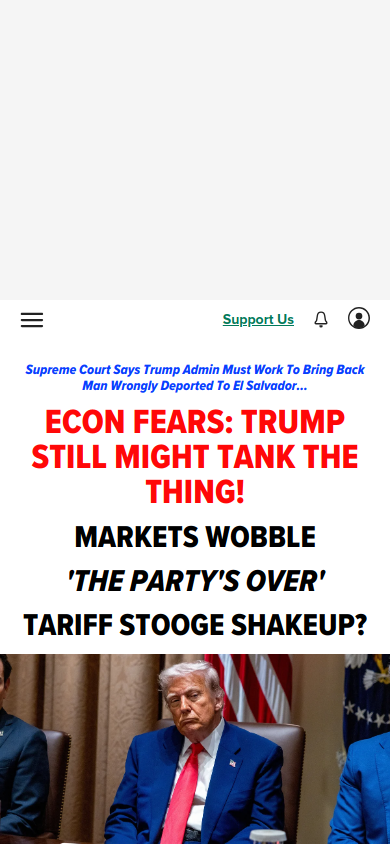 Support Us
Supreme Court Says Trump Admin Must Work To Bring Back
Man Wrongly Deported To El Salvador...
ECON FEARS: TRUMP
STILL MIGHT TANK THE
THING!
MARKETS WOBBLE
'THE PARTY'S OVER'
TARIFF STOOGE SHAKEUP?